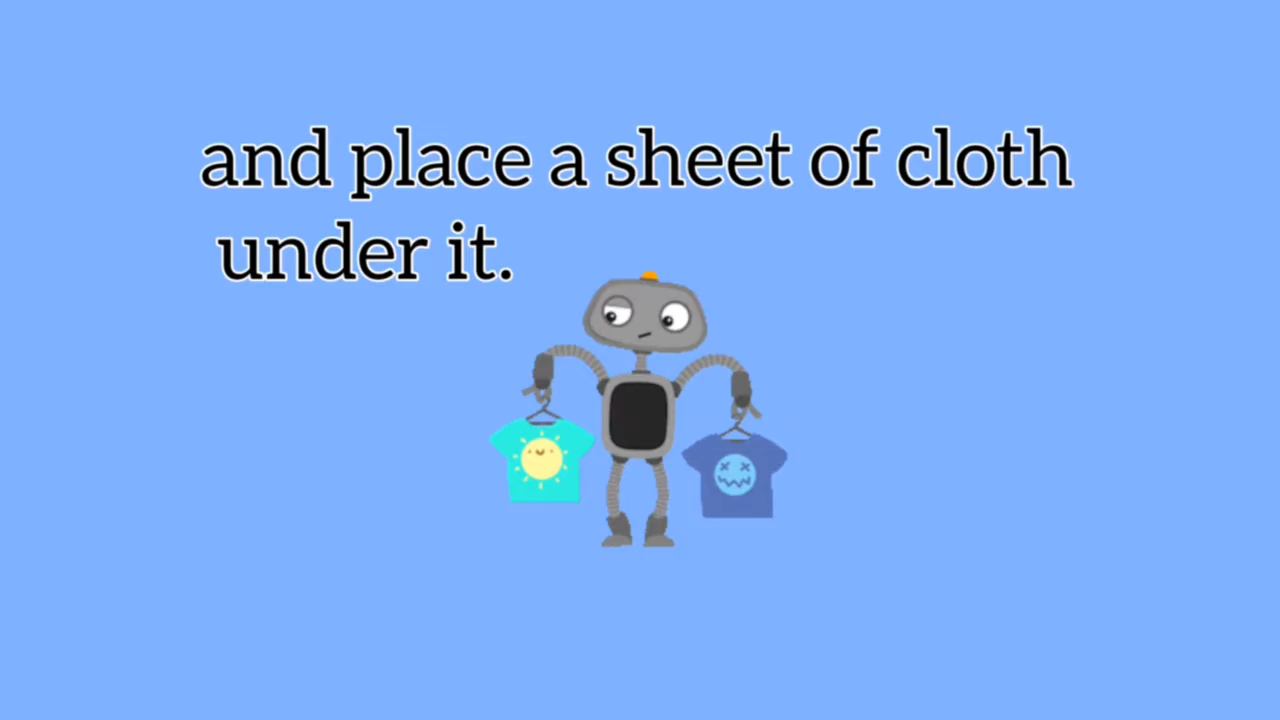 and place a sheet of cloth
under it.